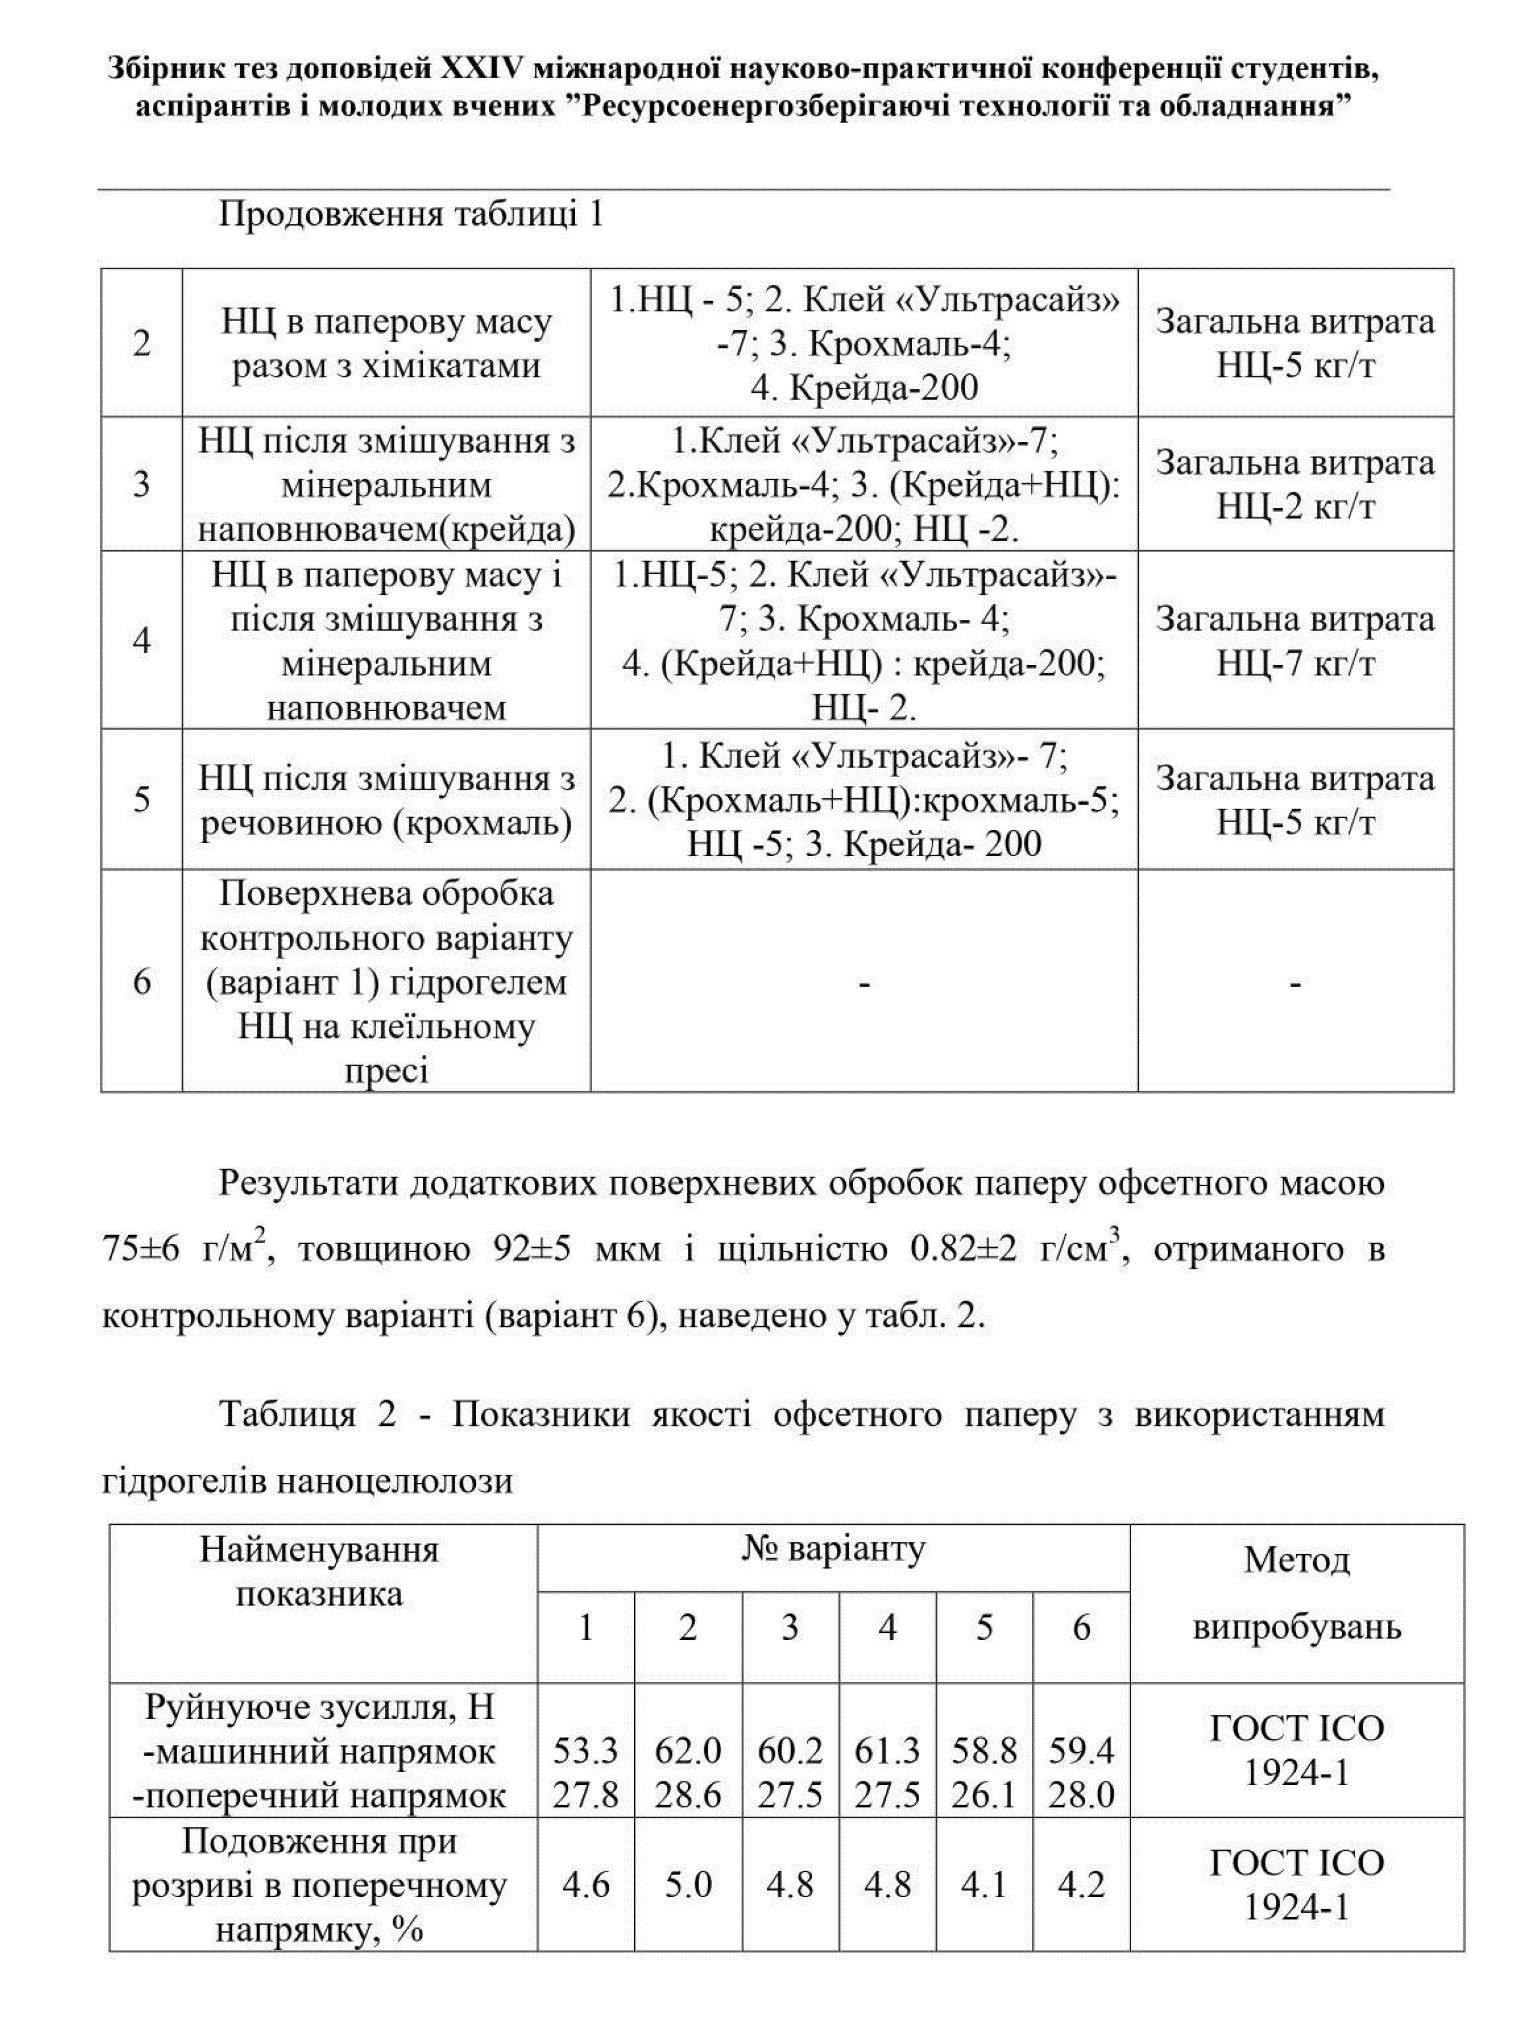 Збірник тез доповідей XXIV міжнародної науково-практичної конференції студентів,
аспірантів і молодих вчених ”Ресурсоенергозберігаючі технології та обладнання”
Продовження таблиці 1
2
НЦ в паперову масу
разом з хімікатами
1.НЦ - 5; 2. Клей «Ультрасайз»
-7; 3. Крохмаль-4;
4. Крейда-200
Загальна витрата
НЦ-5 кг/т
3
НЦ після змішування з
мінеральним
наповнювачем(крейда)
1.Клей «Ультрасайз»-7;
2.Крохмаль-4; 3. (Крейда+НЦ):
крейда-200; НЦ -2.
Загальна витрата
НЦ-2 кг/т
4
НЦ в паперову масу і
після змішування з
мінеральним
наповнювачем
1.НЦ-5; 2. Клей «Ультрасайз»-
7; 3. Крохмаль- 4;
4. (Крейда+НЦ) : крейда-200;
НЦ- 2.
Загальна витрата
НЦ-7 кг/т
5
НЦ після змішування з
речовиною (крохмаль)
1. Клей «Ультрасайз»- 7;
2. (Крохмаль+НЦ):крохмаль-5;
НЦ -5; 3. Крейда- 200
Загальна витрата
НЦ-5 кг/т
6
Поверхнева обробка
контрольного варіанту
(варіант 1) гідрогелем
НЦ на клеїльному
пресі
-
-
Результати додаткових поверхневих обробок паперу офсетного масою
75±6 г/м², товщиною 92±5 мкм і щільністю 0.82±2 г/см³, отриманого в
контрольному варіанті (варіант 6), наведено у табл. 2.
Таблиця 2 - Показники якості офсетного паперу з використанням
гідрогелів наноцелюлози
Найменування
показника
№ варіанту
Метод
випробувань
1 2 3 4 5 6
Руйнуюче зусилля, Н
-машинний напрямок 53.3 62.0 60.2 61.3 58.8 59.4
-поперечний напрямок 27.8 28.6 27.5 27.5 26.1 28.0
ГОСТ ІСО
1924-1
Подовження при
розриві в поперечному
напрямку, %
4.6 5.0 4.8 4.8 4.1 4.2
ГОСТ ІСО
1924-1